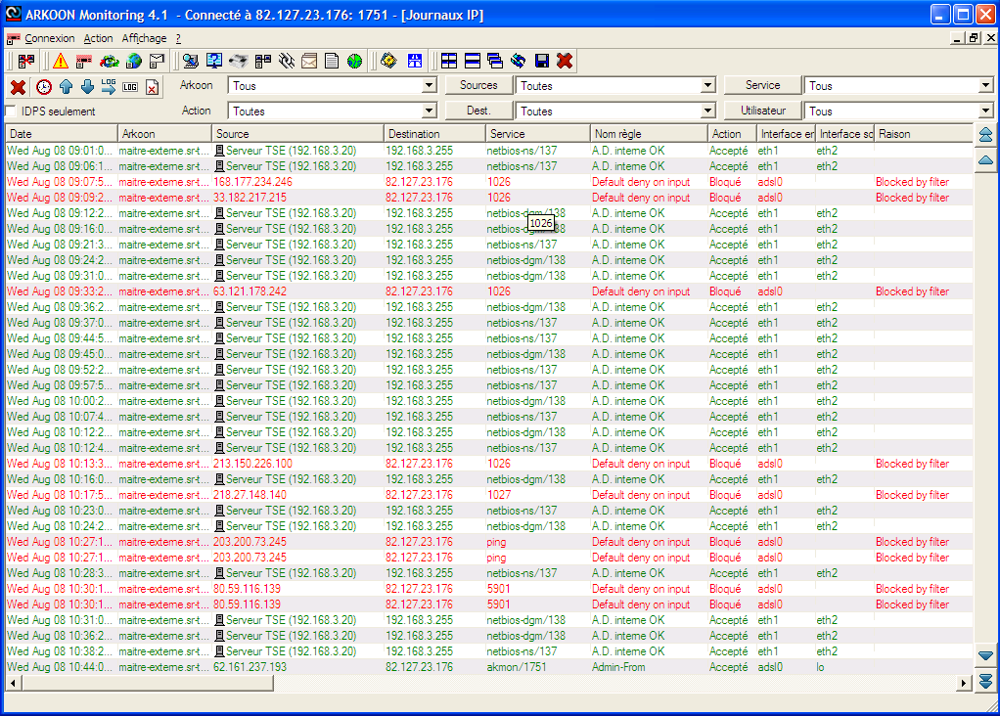 ARKOON Monitoring 4.1 - Connecté à 82.127.23.176: 1751 - [Journaux IP]
Connexion Action Affichage ?
LOG LOG
Arkoon Tous Sources Toutes Service Tous
IDPS seulement Action Toutes Dest. Toutes Utilisateur Tous
Date Arkoon Source Destination Service Nom règle Action Interface en Interface so Raison
Wed Aug 08 09:01:0... maitre-externe.sr-t... Serveur TSE (192.168.3.20) 192.168.3.255 netbios-ns/137 A.D. interne OK Accepté eth1 eth2
Wed Aug 08 09:06:1... maitre-externe.sr-t... Serveur TSE (192.168.3.20) 192.168.3.255 netbios-ns/137 A.D. interne OK Accepté eth1 eth2
Wed Aug 08 09:07:5... maitre-externe.sr-t... 168.177.234.246 82.127.23.176 1026 Default deny on input Bloqué adsl0 Blocked by filter
Wed Aug 08 09:09:2... maitre-externe.sr-t... 33.182.217.215 82.127.23.176 1026 Default deny on input Bloqué adsl0 Blocked by filter
Wed Aug 08 09:12:2... maitre-externe.sr-t... Serveur TSE (192.168.3.20) 192.168.3.255 netbios-dgm/138 A.D. interne OK Accepté eth1 eth2
1026
Wed Aug 08 09:16:0... maitre-externe.sr-t... Serveur TSE (192.168.3.20) 192.168.3.255 netbios-dgm/138 A.D. interne OK Accepté eth1 eth2
Wed Aug 08 09:21:3... maitre-externe.sr-t... Serveur TSE (192.168.3.20) 192.168.3.255 netbios-ns/137 A.D. interne OK Accepté eth1 eth2
Wed Aug 08 09:24:2... maitre-externe.sr-t... Serveur TSE (192.168.3.20) 192.168.3.255 netbios-dgm/138 A.D. interne OK Accepté eth1 eth2
Wed Aug 08 09:31:0... maitre-externe.sr-t... Serveur TSE (192.168.3.20) 192.168.3.255 netbios-dgm/138 A.D. interne OK Accepté eth1 eth2
Wed Aug 08 09:33:2... maitre-externe.sr-t... 63.121.178.242 82.127.23.176 1026 Default deny on input Bloqué adsl0 Blocked by filter
Wed Aug 08 09:36:2... maitre-externe.sr-t... Serveur TSE (192.168.3.20) 192.168.3.255 netbios-dgm/138 A.D. interne OK Accepté eth1 eth2
Wed Aug 08 09:37:0... maitre-externe.sr-t... Serveur TSE (192.168.3.20) 192.168.3.255 netbios-ns/137 A.D. interne OK Accepté eth1 eth2
Wed Aug 08 09:44:5... maitre-externe.sr-t... Serveur TSE (192.168.3.20) 192.168.3.255 netbios-ns/137 A.D. interne OK Accepté eth1 eth2
Wed Aug 08 09:45:0... maitre-externe.sr-t... Serveur TSE (192.168.3.20) 192.168.3.255 netbios-dgm/138 A.D. interne OK Accepté eth1 eth2
Wed Aug 08 09:52:2... maitre-externe.sr-t... Serveur TSE (192.168.3.20) 192.168.3.255 netbios-ns/137 A.D. interne OK Accepté eth1 eth2
Wed Aug 08 09:57:5... maitre-externe.sr-t... Serveur TSE (192.168.3.20) 192.168.3.255 netbios-ns/137 A.D. interne OK Accepté eth1 eth2
Wed Aug 08 10:00:2... maitre-externe.sr-t... Serveur TSE (192.168.3.20) 192.168.3.255 netbios-dgm/138 A.D. interne OK Accepté eth1 eth2
Wed Aug 08 10:07:4... maitre-externe.sr-t... Serveur TSE (192.168.3.20) 192.168.3.255 netbios-ns/137 A.D. interne OK Accepté eth1 eth2
Wed Aug 08 10:12:2... maitre-externe.sr-t... Serveur TSE (192.168.3.20) 192.168.3.255 netbios-dgm/138 A.D. interne OK Accepté eth1 eth2
Wed Aug 08 10:12:4... maitre-externe.sr-t... Serveur TSE (192.168.3.20) 192.168.3.255 netbios-ns/137 A.D. interne OK Accepté eth1 eth2
Wed Aug 08 10:13:3... maitre-externe.sr-t... 213.150.226.100 82.127.23.176 1026 Default deny on input Bloqué adsl0 Blocked by filter
Wed Aug 08 10:16:0... maitre-externe.sr-t... Serveur TSE (192.168.3.20) 192.168.3.255 netbios-dgm/138 A.D. interne OK Accepté eth1 eth2
Wed Aug 08 10:17:5... maitre-externe.sr-t... 218.27.148.140 82.127.23.176 1027 Default deny on input Bloqué adsl0 Blocked by filter
Wed Aug 08 10:23:0... maitre-externe.sr-t... Serveur TSE (192.168.3.20) 192.168.3.255 netbios-ns/137 A.D. interne OK Accepté eth1 eth2
Wed Aug 08 10:24:2... maitre-externe.sr-t... Serveur TSE (192.168.3.20) 192.168.3.255 netbios-dgm/138 A.D. interne OK Accepté eth1 eth2
Wed Aug 08 10:27:1... maitre-externe.sr-t... 203.200.73.245 82.127.23.176 ping Default deny on input Bloqué adsl0 Blocked by filter
Wed Aug 08 10:27:1... maitre-externe.sr-t... 203.200.73.245 82.127.23.176 ping Default deny on input Bloqué adsl0 Blocked by filter
Wed Aug 08 10:28:3... maitre-externe.sr-t... Serveur TSE (192.168.3.20) 192.168.3.255 netbios-ns/137 A.D. interne OK Accepté eth1 eth2
Wed Aug 08 10:30:1... maitre-externe.sr-t... 80.59.116.139 82.127.23.176 5901 Default deny on input Bloqué adsl0 Blocked by filter
Wed Aug 08 10:30:1... maitre-externe.sr-t... 80.59.116.139 82.127.23.176 5901 Default deny on input Bloqué adsl0 Blocked by filter
Wed Aug 08 10:31:0... maitre-externe.sr-t... Serveur TSE (192.168.3.20) 192.168.3.255 netbios-dgm/138 A.D. interne OK Accepté eth1 eth2
Wed Aug 08 10:36:2... maitre-externe.sr-t... Serveur TSE (192.168.3.20) 192.168.3.255 netbios-dgm/138 A.D. interne OK Accepté eth1 eth2
Wed Aug 08 10:38:2... maitre-externe.sr-t... Serveur TSE (192.168.3.20) 192.168.3.255 netbios-ns/137 A.D. interne OK Accepté eth1 eth2
Wed Aug 08 10:44:0... maitre-externe.sr-t... 62.161.237.193 82.127.23.176 akmon/1751 Admin-From Accepté adsl0 lo